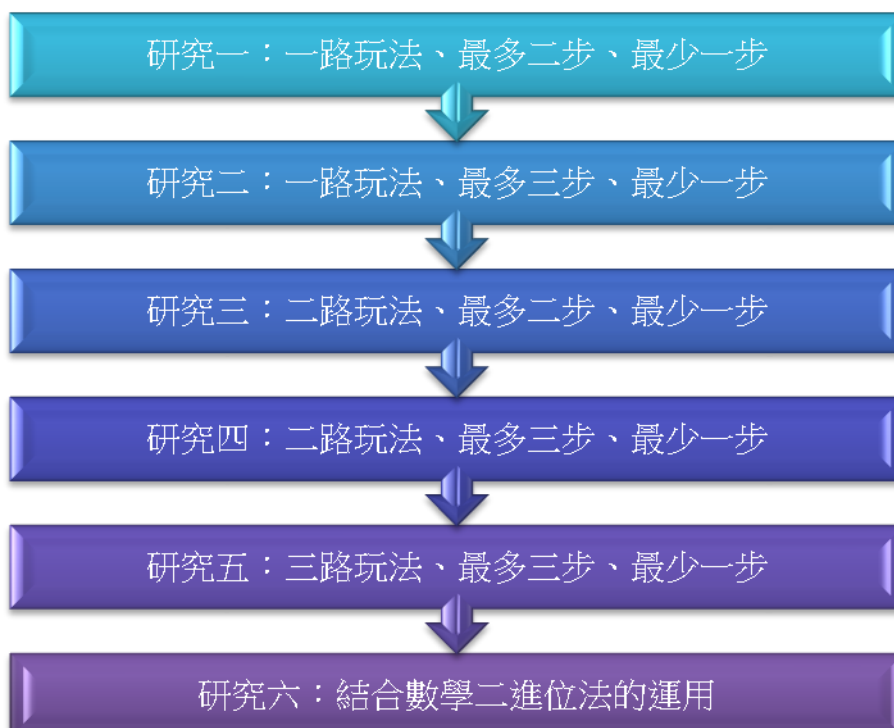 研究一：一路玩法、最多二步、最少一步
研究二：一路玩法、最多三步、最少一步
研究三：二路玩法、最多二步、最少一步
研究四：二路玩法、最多三步、最少一步
研究五：三路玩法、最多三步、最少一步
研究六：結合數學二進位法的運用